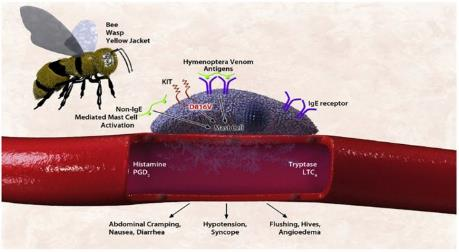 Bee
Wasp
Yellow Jacket
Hymenoptera Venom
Antigens
KIT
D816V
IgE receptor
Non-IgE
Mediated Mast Cell
Activation
Mast Cell
Histamine
PGD₂
Tryptase
LTC₄
Abdominal Cramping,
Nausea, Diarrhea
Hypotension,
Syncope
Flushing, Hives,
Angioedema